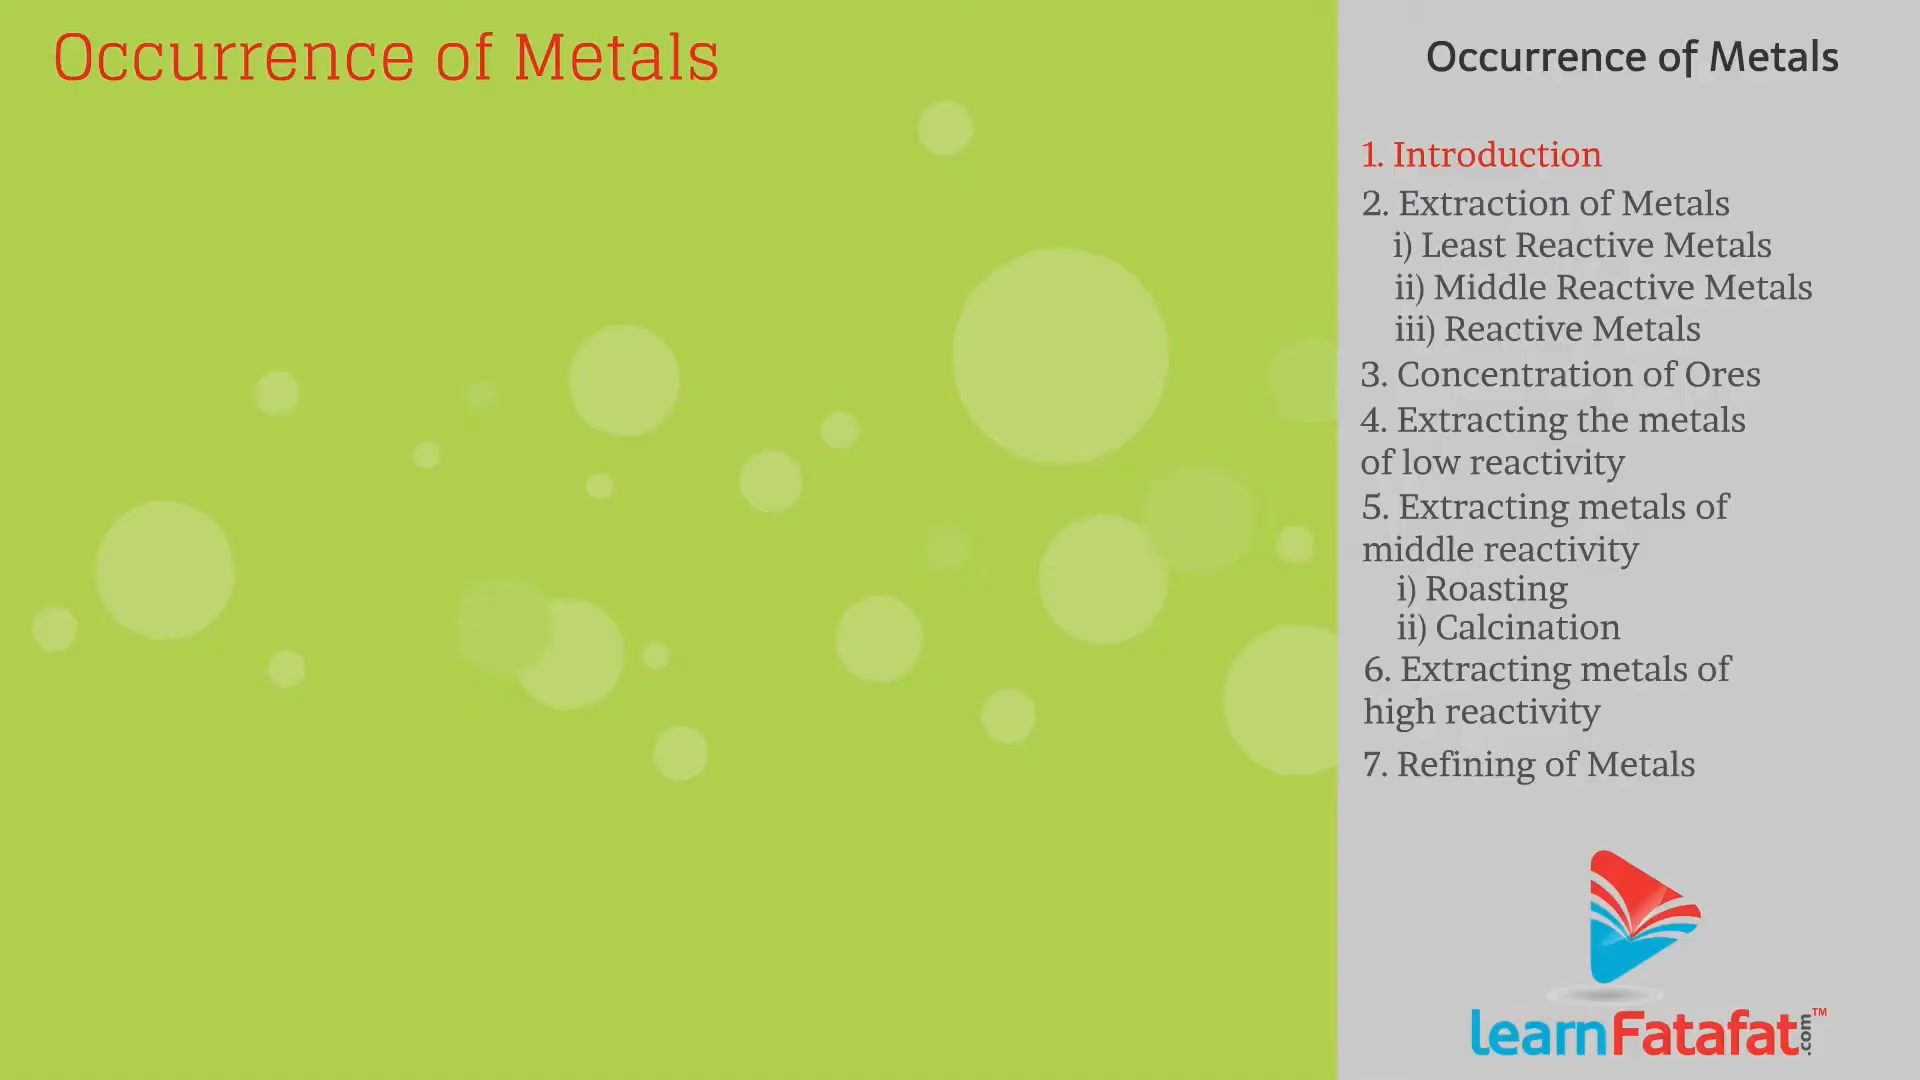 Occurrence of Metals
Occurrence of Metals
1. Introduction
2. Extraction of Metals
i) Least Reactive Metals
ii) Middle Reactive Metals
iii) Reactive Metals
3. Concentration of Ores
4. Extracting the metals
of low reactivity
5. Extracting metals of
middle reactivity
i) Roasting
ii) Calcination
6. Extracting metals of
high reactivity
7. Refining of Metals
learnFatafat.com™